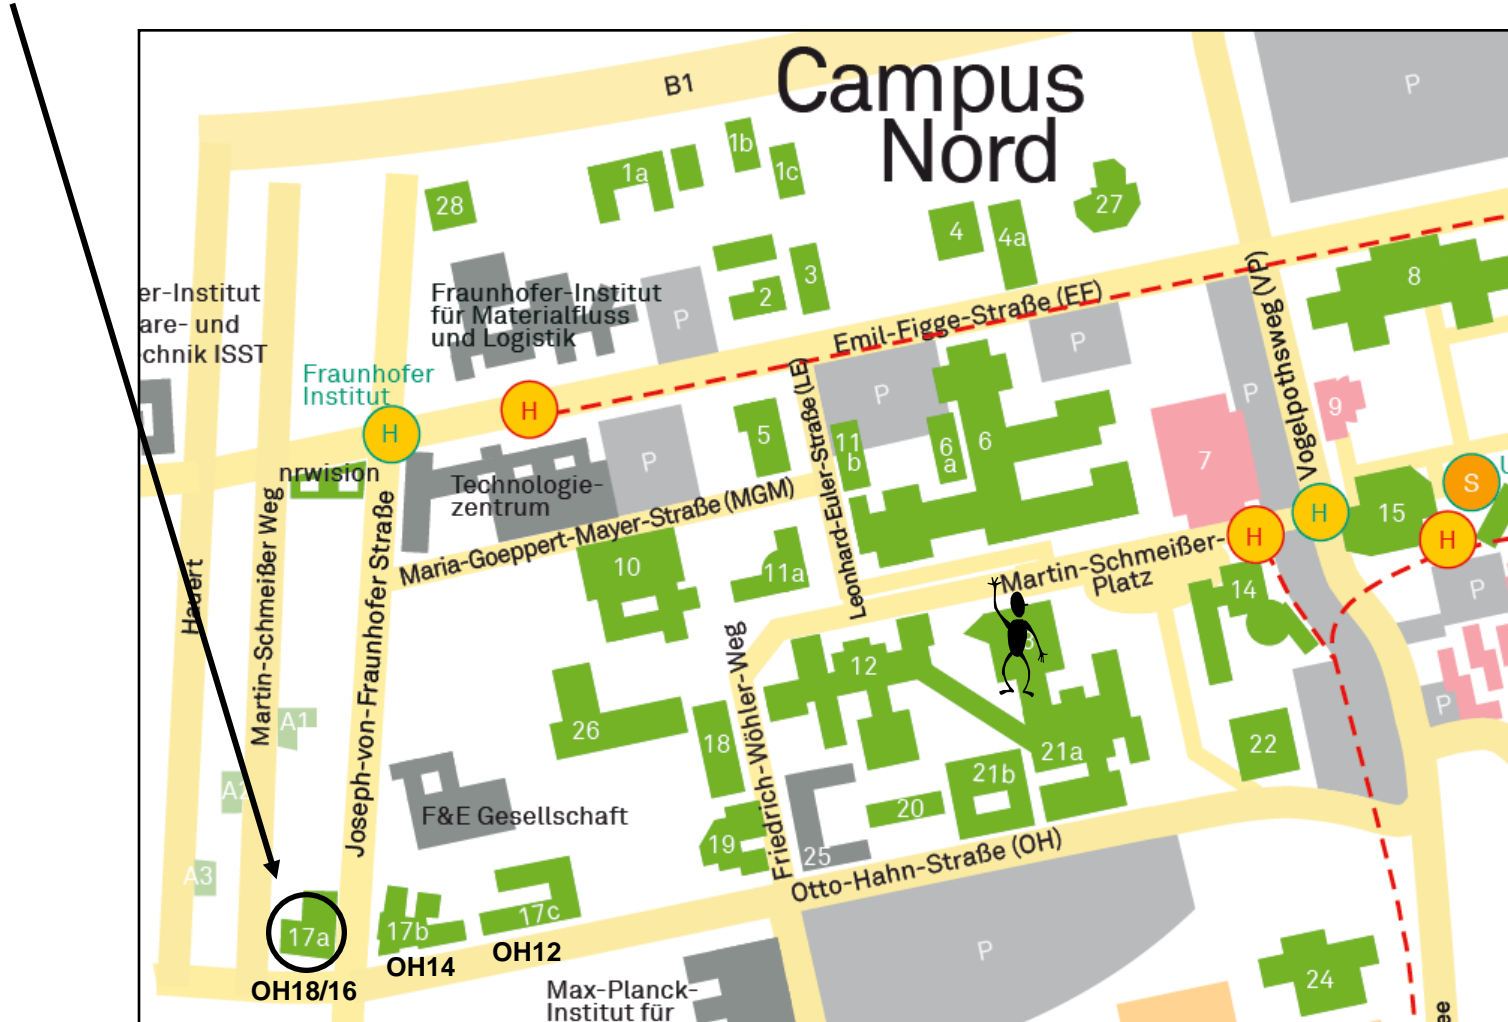 B1
Campus
Nord
P
1b
1a
1c
28
27
4
4a
3
2
8
er-Institut
are- und
echnik ISST
Fraunhofer-Institut
für Materialfluss
und Logistik
P
Emil-Figge-Straße (EF)
Vogelpothsweg (VP)
P
P
P
Fraunhofer
Institut
H
H
9
5
11
b
6
a
6
7
nrwision
Technologie-
zentrum
P
Leonhard-Euler-Straße (LE)
S
H
15
H
H
Maria-Goeppert-Mayer-Straße (MGM)
Martin-Schmeißer-
Platz
10
11a
14
P
Hauert
Martin-Schmeißer Weg
Joseph-von-Fraunhofer Straße
Friedrich-Wöhler-Weg
12
A1
26
18
21a
22
P
A2
21b
20
F&E Gesellschaft
19
25
A3
Otto-Hahn-Straße (OH)
17a
17b
17c
OH12
OH14
OH18/16
P
24
Max-Planck-
Institut für